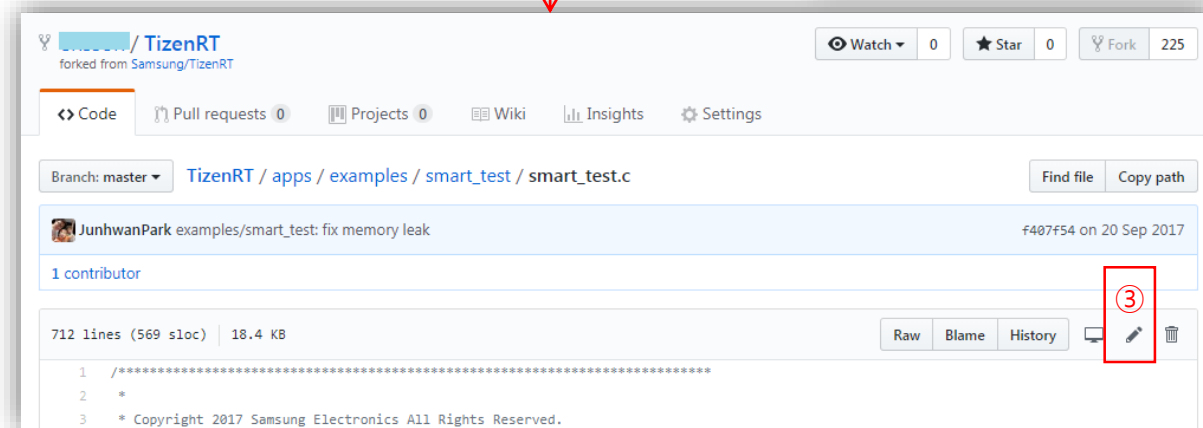 / TizenRT
forked from Samsung/TizenRT
Watch 0 Star 0 Fork 225
Code Pull requests 0 Projects 0 Wiki Insights Settings
Branch: master TizenRT / apps / examples / smart_test / smart_test.c Find file Copy path
JunhwanPark examples/smart_test: fix memory leak f407f54 on 20 Sep 2017
1 contributor
③
712 lines (569 sloc) 18.4 KB Raw Blame History
1 /****************************************************************************
2 *
3 * Copyright 2017 Samsung Electronics All Rights Reserved.